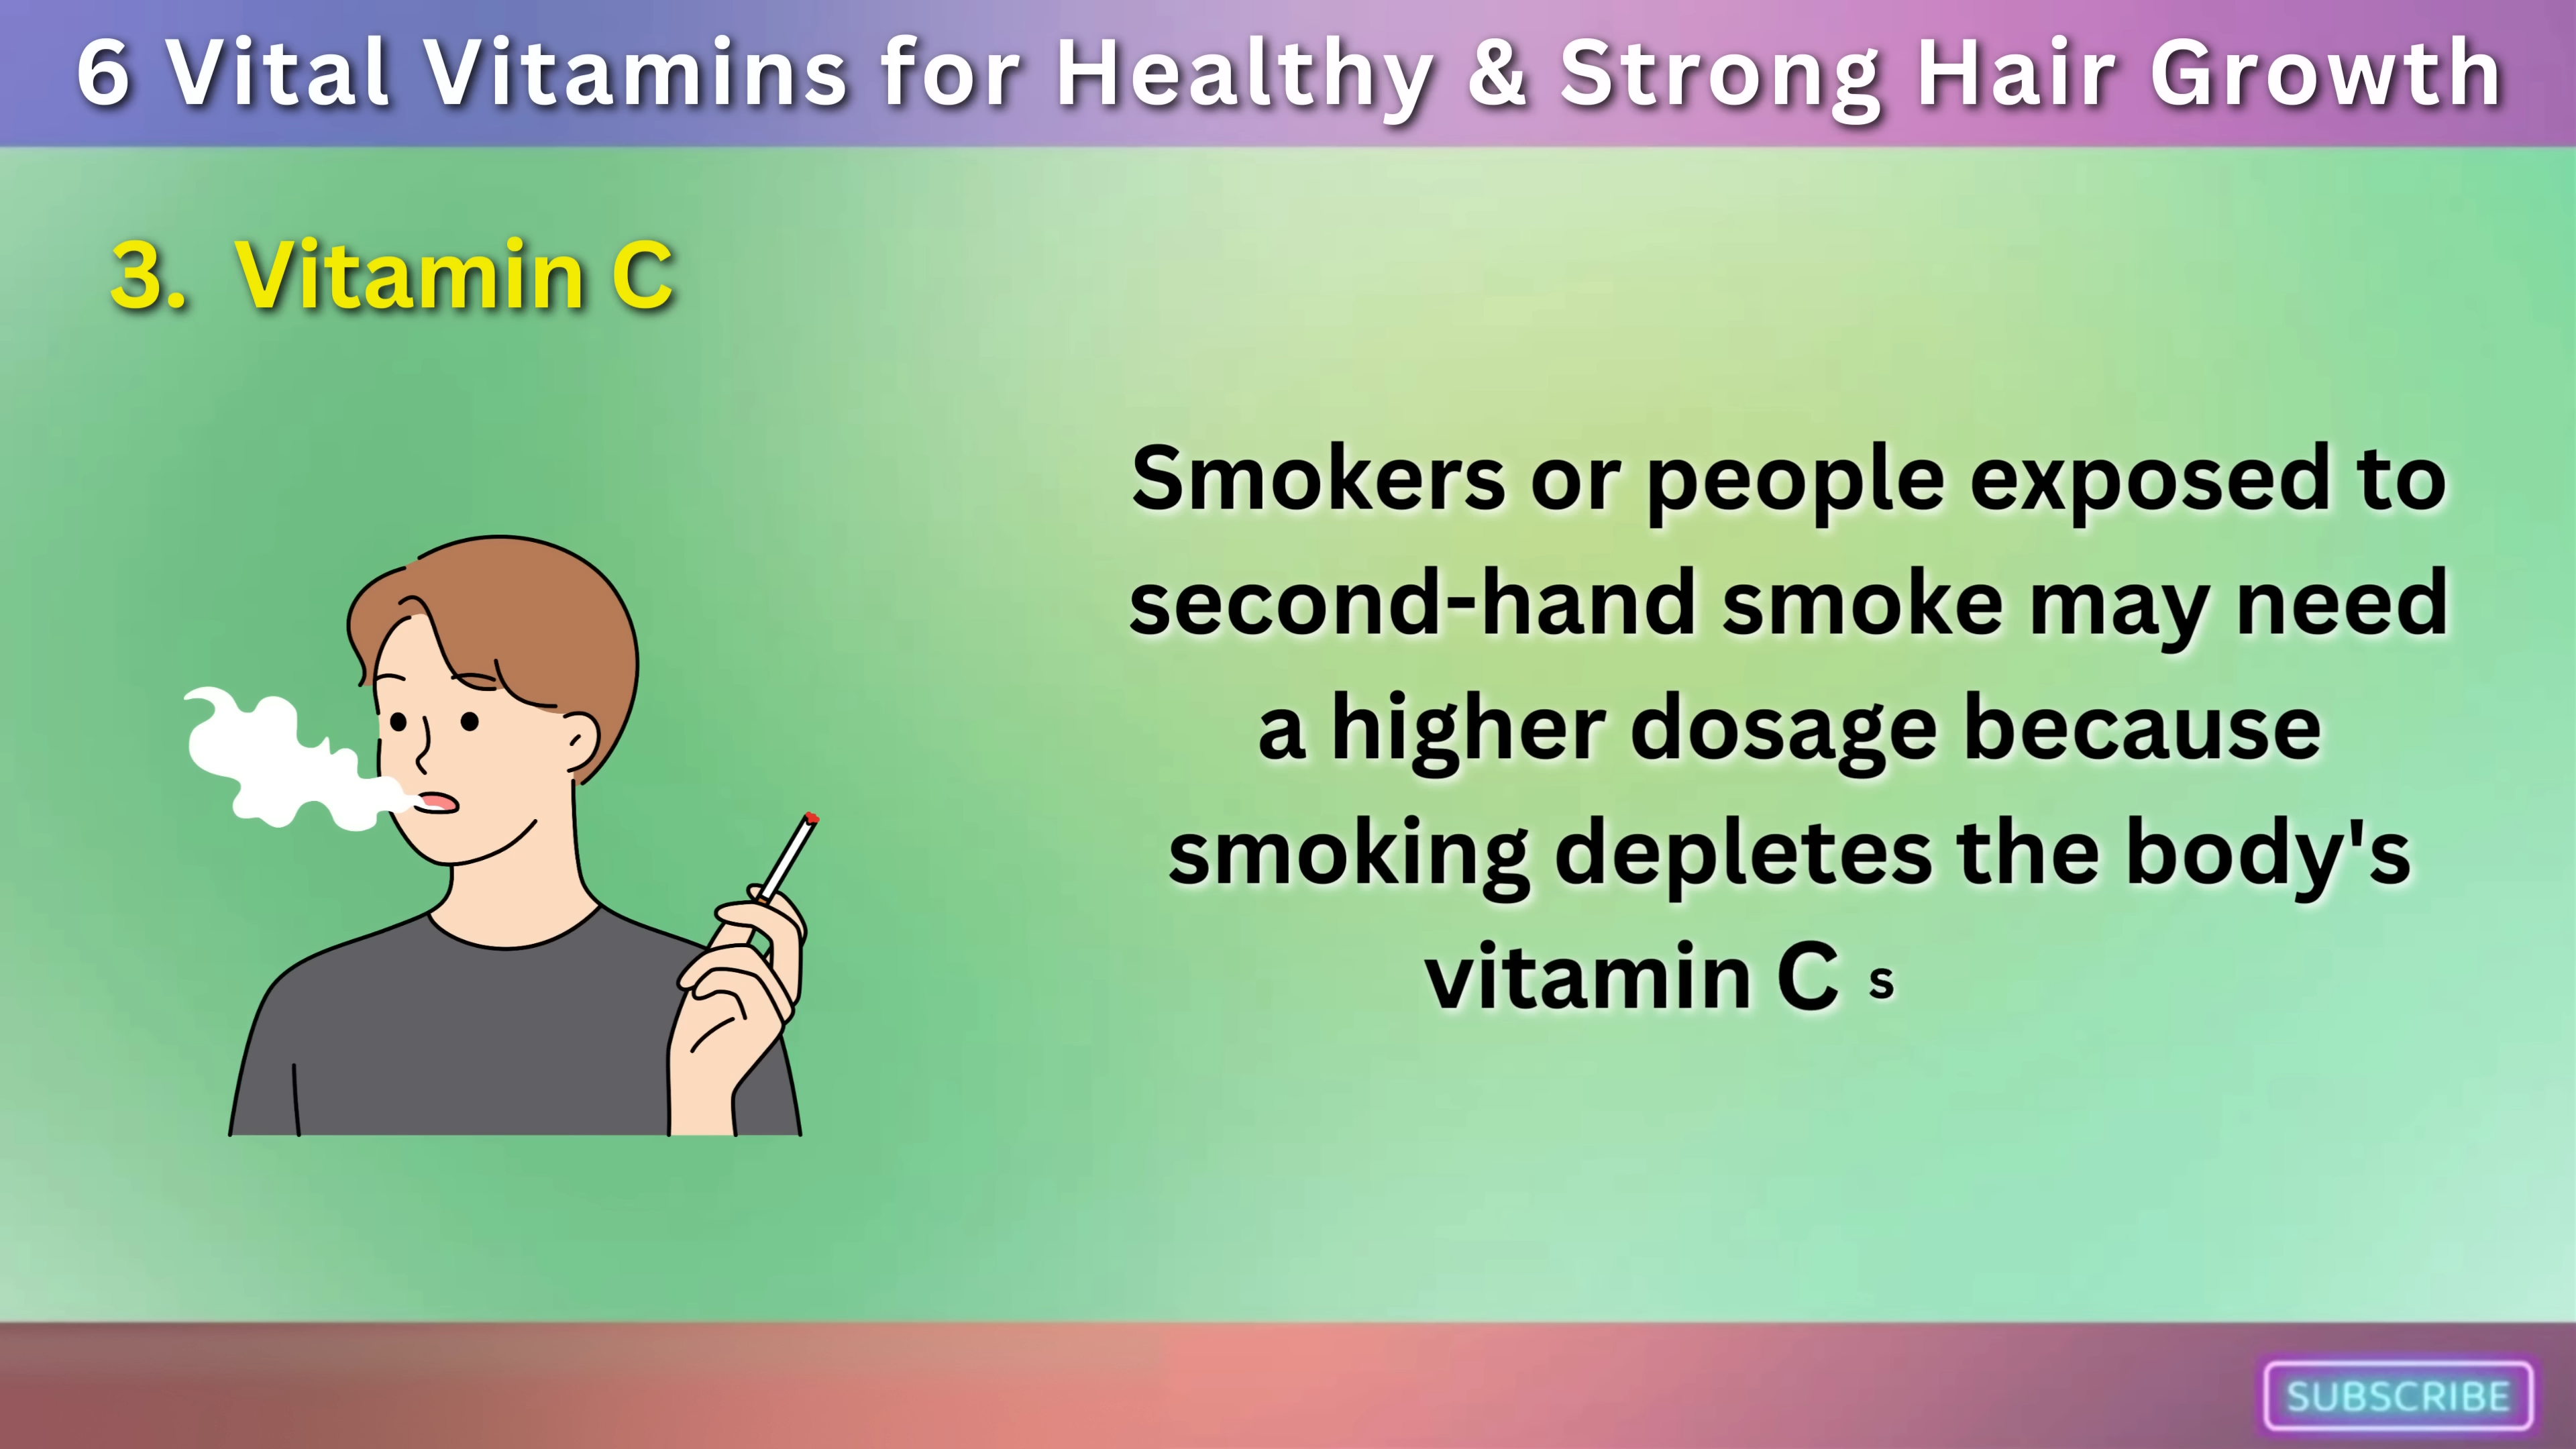 6 Vital Vitamins for Healthy & Strong Hair Growth
3. Vitamin C
Smokers or people exposed to
second-hand smoke may need
a higher dosage because
smoking depletes the body's
vitamin C s
SUBSCRIBE